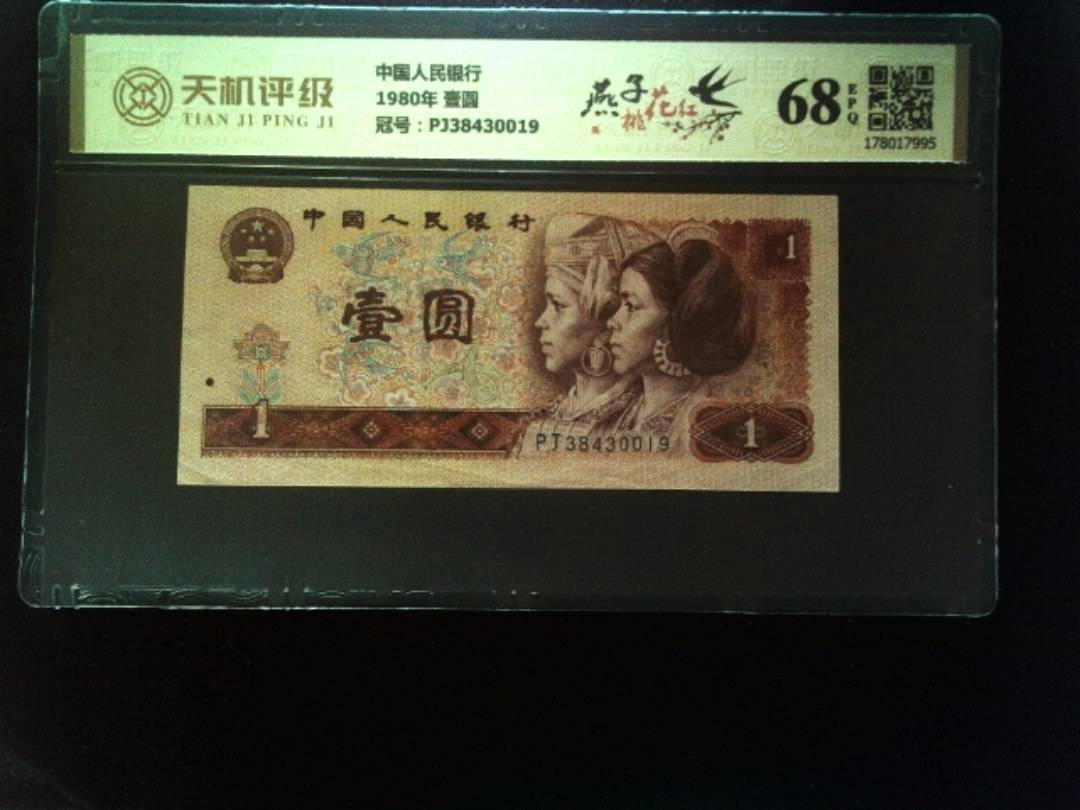 天机评级
TIAN JI PING JI
中国人民银行
1980年 壹圆
冠号：PJ38430019
燕子
桃花红
68
EPQ
178017995
中国人民银行
1
壹圆
1
PJ38430019
1